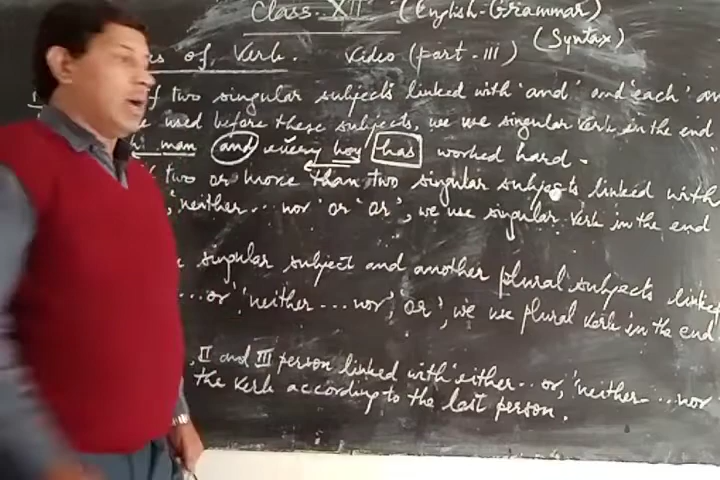 Class XII (English-Grammar)
(Syntax)
of Verb. Video (part-III)
two singular subjects linked with 'and' and 'each'
used before these subjects, we use singular verb in the end
man and every boy has worked hard.
two or more than two singular subjects linked with
'neither... nor' or 'or', we use singular verb in the end
singular subject and another plural subjects linked
...or', 'neither...nor', 'or', we use plural verb in the end
II and III person linked with 'either... or, 'neither...nor
the verb according to the last person.